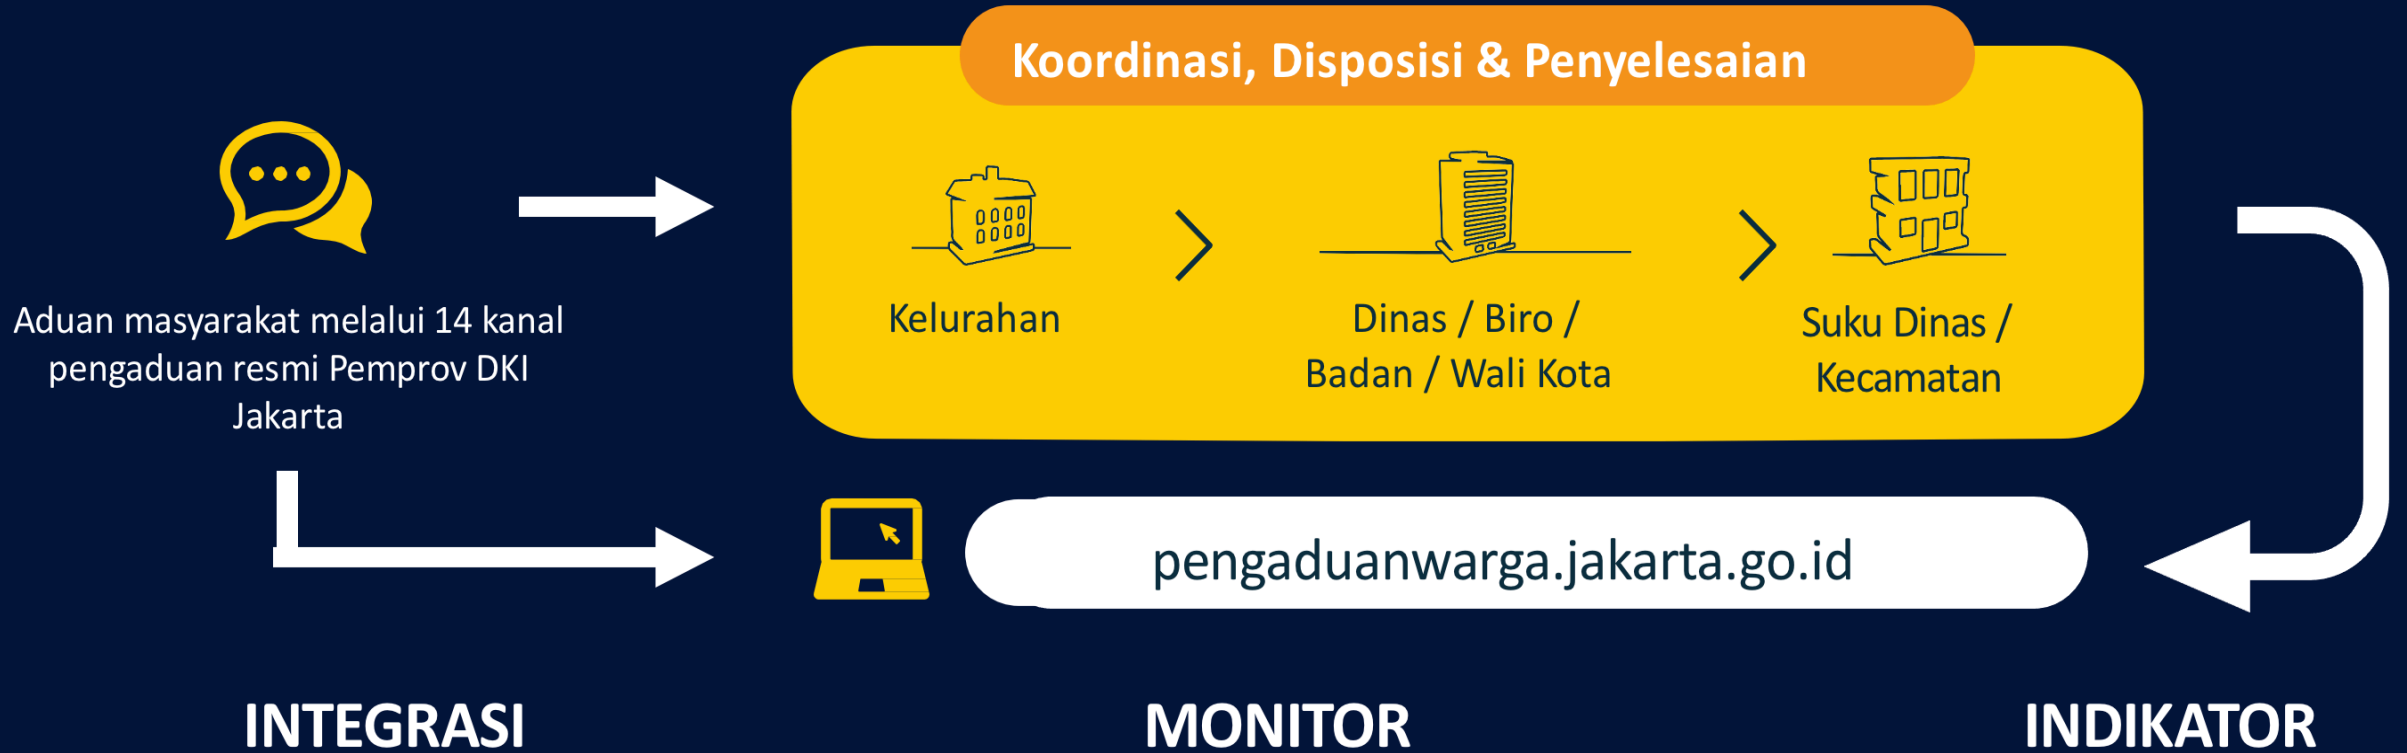 Koordinasi, Disposisi & Penyelesaian
Aduan masyarakat melalui 14 kanal
pengaduan resmi Pemprov DKI
Jakarta
Kelurahan
Dinas / Biro /
Badan / Wali Kota
Suku Dinas /
Kecamatan
pengaduanwarga.jakarta.go.id
INTEGRASI
MONITOR
INDIKATOR